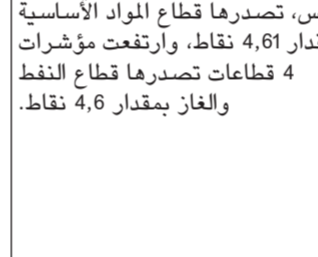 تصدرها قطاع المواد الأساسية
4,61 نقاط، وارتفعت مؤشرات
4 قطاعات تصدرها قطاع النفط
والغاز بمقدار 4,6 نقاط.